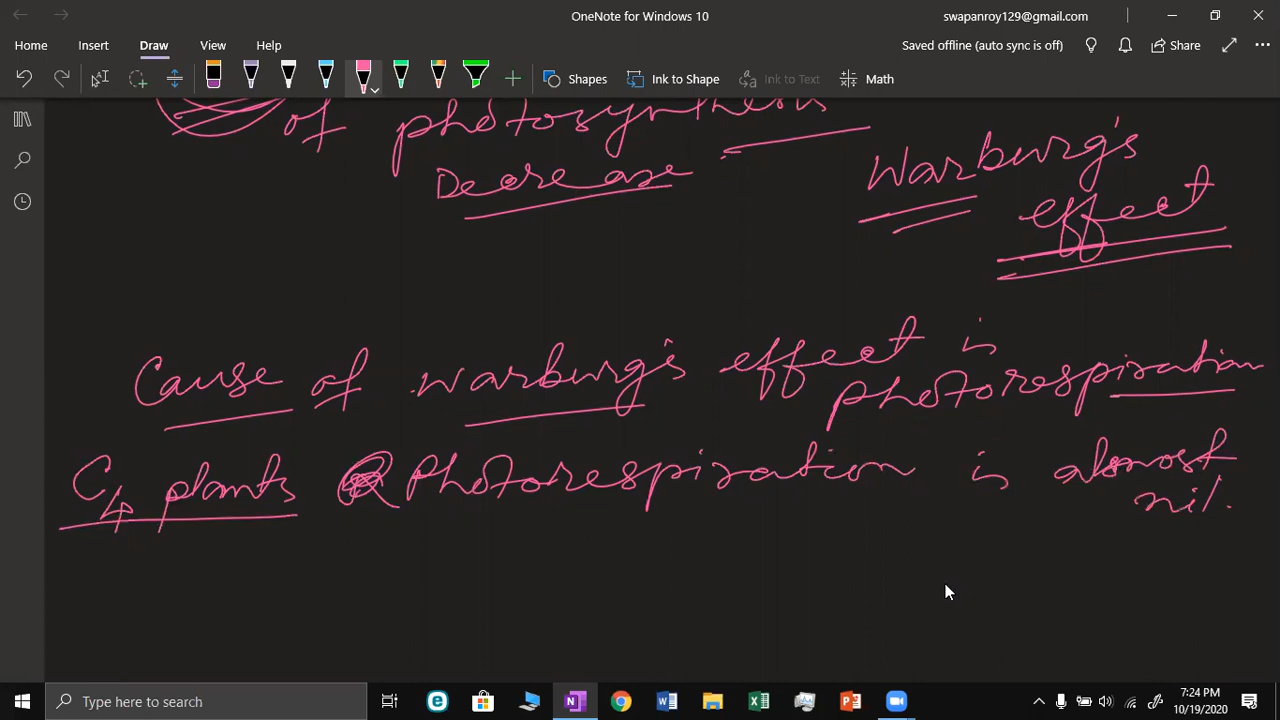 OneNote for Windows 10
swapanroy129@gmail.com
Home Insert Draw View Help
Saved offline (auto sync is off)
Share
Shapes
Ink to Shape
Ink to Text
Math
of photosynthesis
Decrease
Warburg's
effect
Cause of warburg's effect is
photorespiration
C4 plants Photorespiration is almost
nil.
Type here to search
7:24 PM
10/19/2020